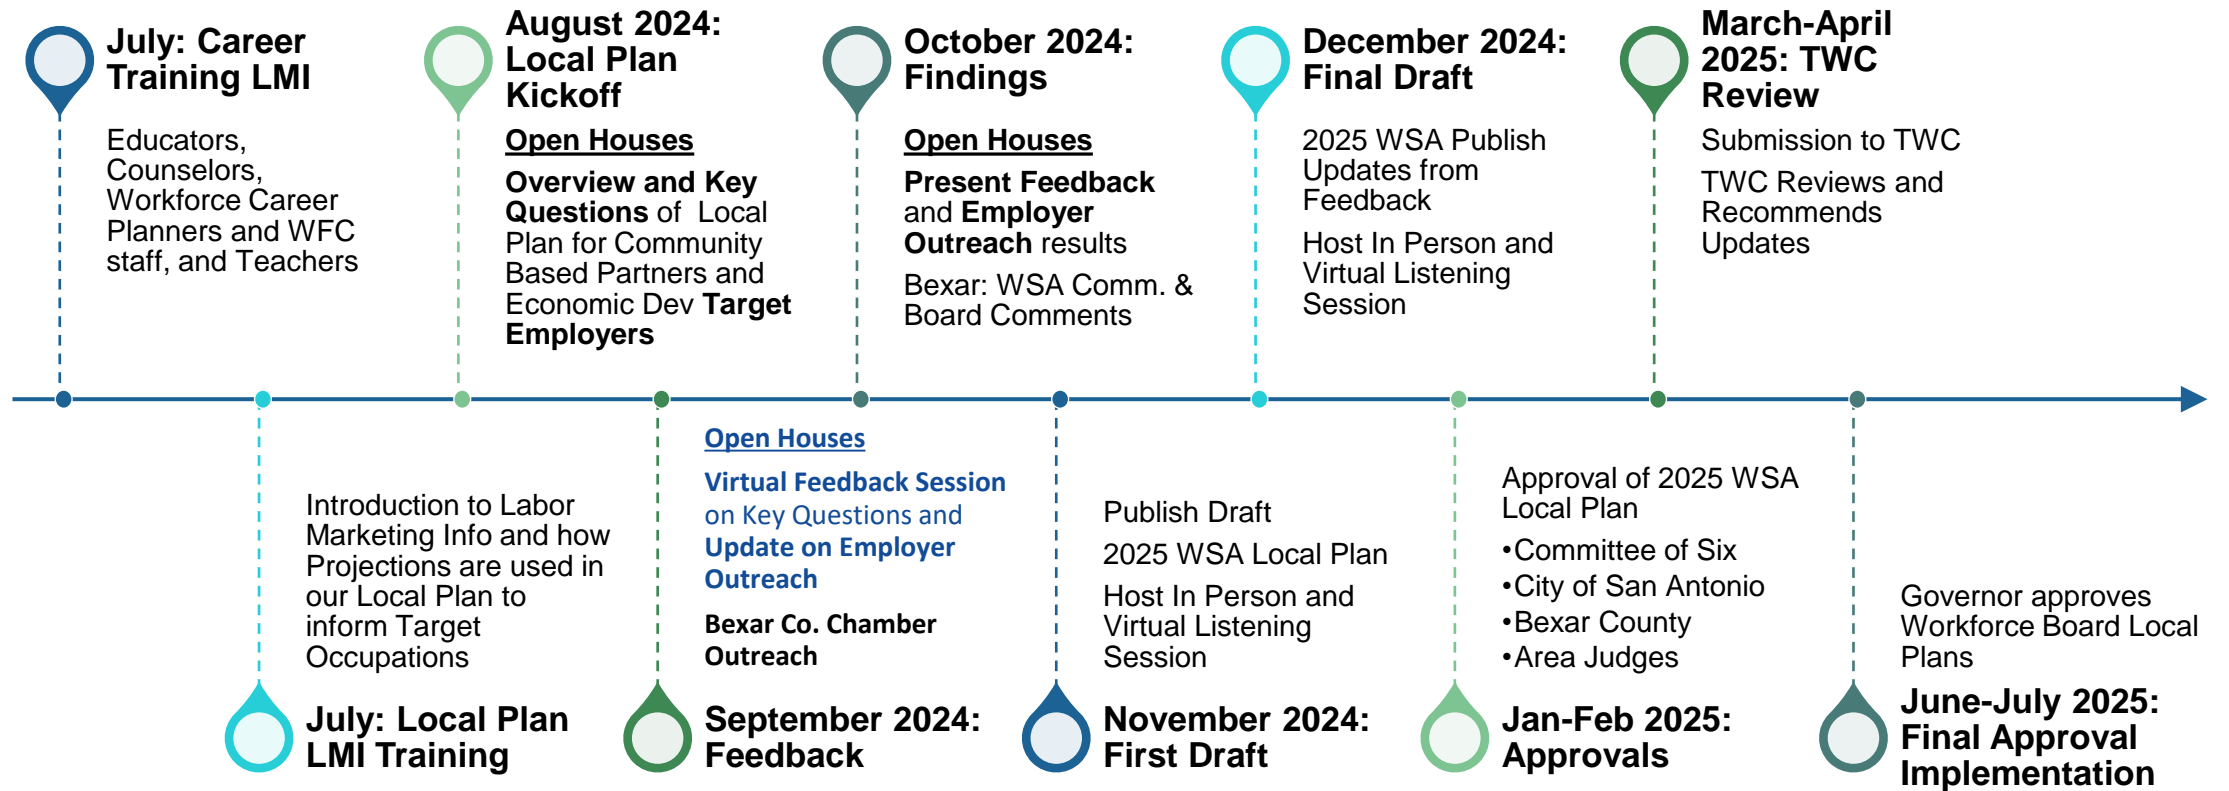 July: Career
Training LMI
Educators,
Counselors,
Workforce Career
Planners and WFC
staff, and Teachers
August 2024:
Local Plan
Kickoff
Open Houses
Overview and Key
Questions of Local
Plan for Community
Based Partners and
Economic Dev Target
Employers
October 2024:
Findings
Open Houses
Present Feedback
and Employer
Outreach results
Bexar: WSA Comm. &
Board Comments
December 2024:
Final Draft
2025 WSA Publish
Updates from
Feedback
Host In Person and
Virtual Listening
Session
March-April
2025: TWC
Review
Submission to TWC
TWC Reviews and
Recommends
Updates
Introduction to Labor
Marketing Info and how
Projections are used in
our Local Plan to
inform Target
Occupations
July: Local Plan
LMI Training
Open Houses
Virtual Feedback Session
on Key Questions and
Update on Employer
Outreach
Bexar Co. Chamber
Outreach
September 2024:
Feedback
Publish Draft
2025 WSA Local Plan
Host In Person and
Virtual Listening
Session
November 2024:
First Draft
Approval of 2025 WSA
Local Plan
•Committee of Six
•City of San Antonio
•Bexar County
•Area Judges
Jan-Feb 2025:
Approvals
Governor approves
Workforce Board Local
Plans
June-July 2025:
Final Approval
Implementation